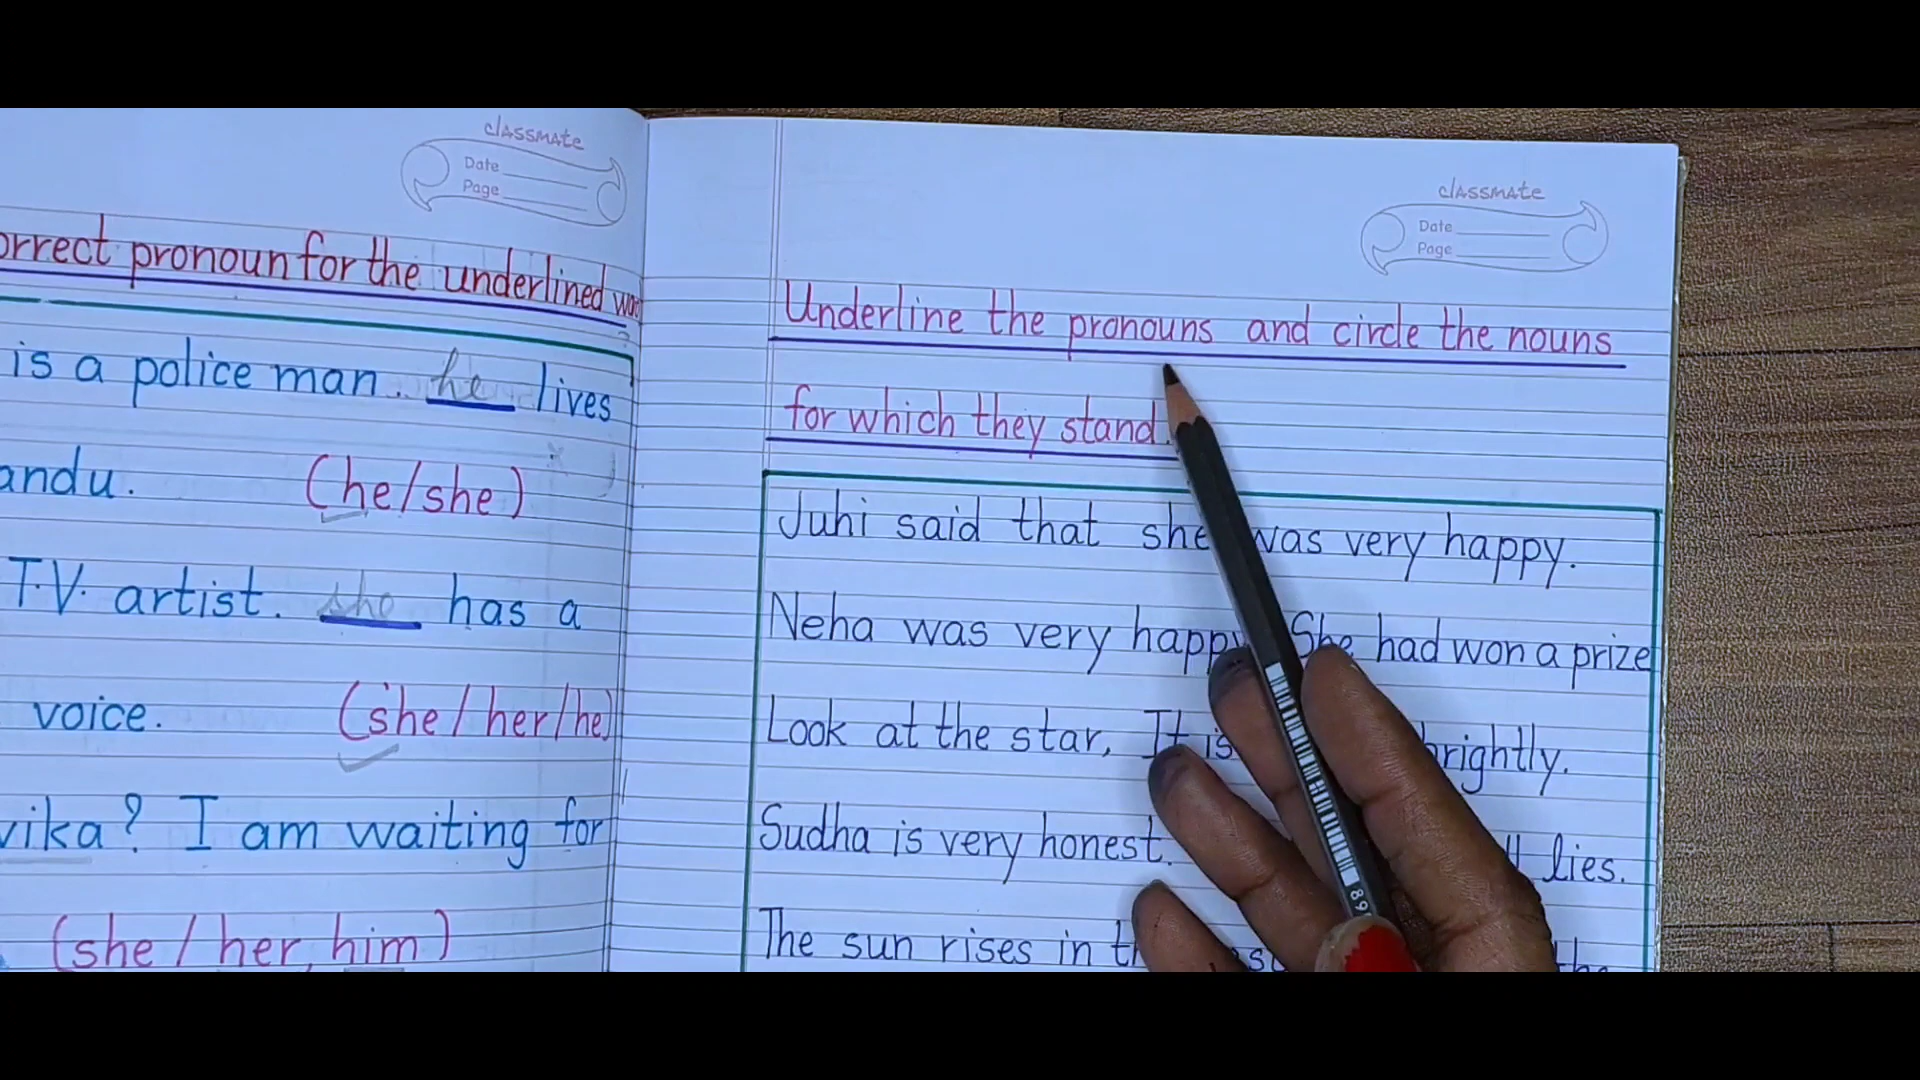 classmate
Date
Page
orrect pronoun for the underlined
is a police man. he lives
andu. (he/she)
T.V. artist. she has a
voice. (she/her/he)
vika? I am waiting for
(she / her, him)
classmate
Date
Page
Underline the pronouns and circle the nouns
for which they stand.
Juhi said that she was very happy.
Neha was very happy She had won a prize
Look at the star, It is brightly.
Sudha is very honest. lies.
The sun rises in the